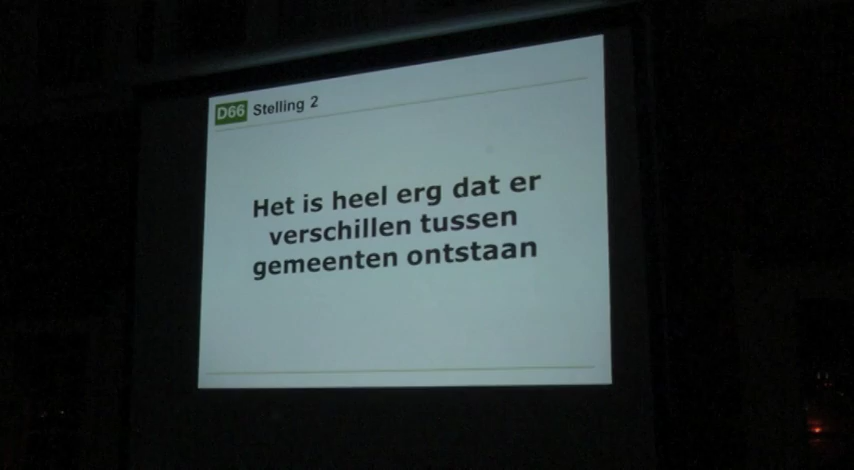 D66 Stelling 2
Het is heel erg dat er
verschillen tussen
gemeenten ontstaan